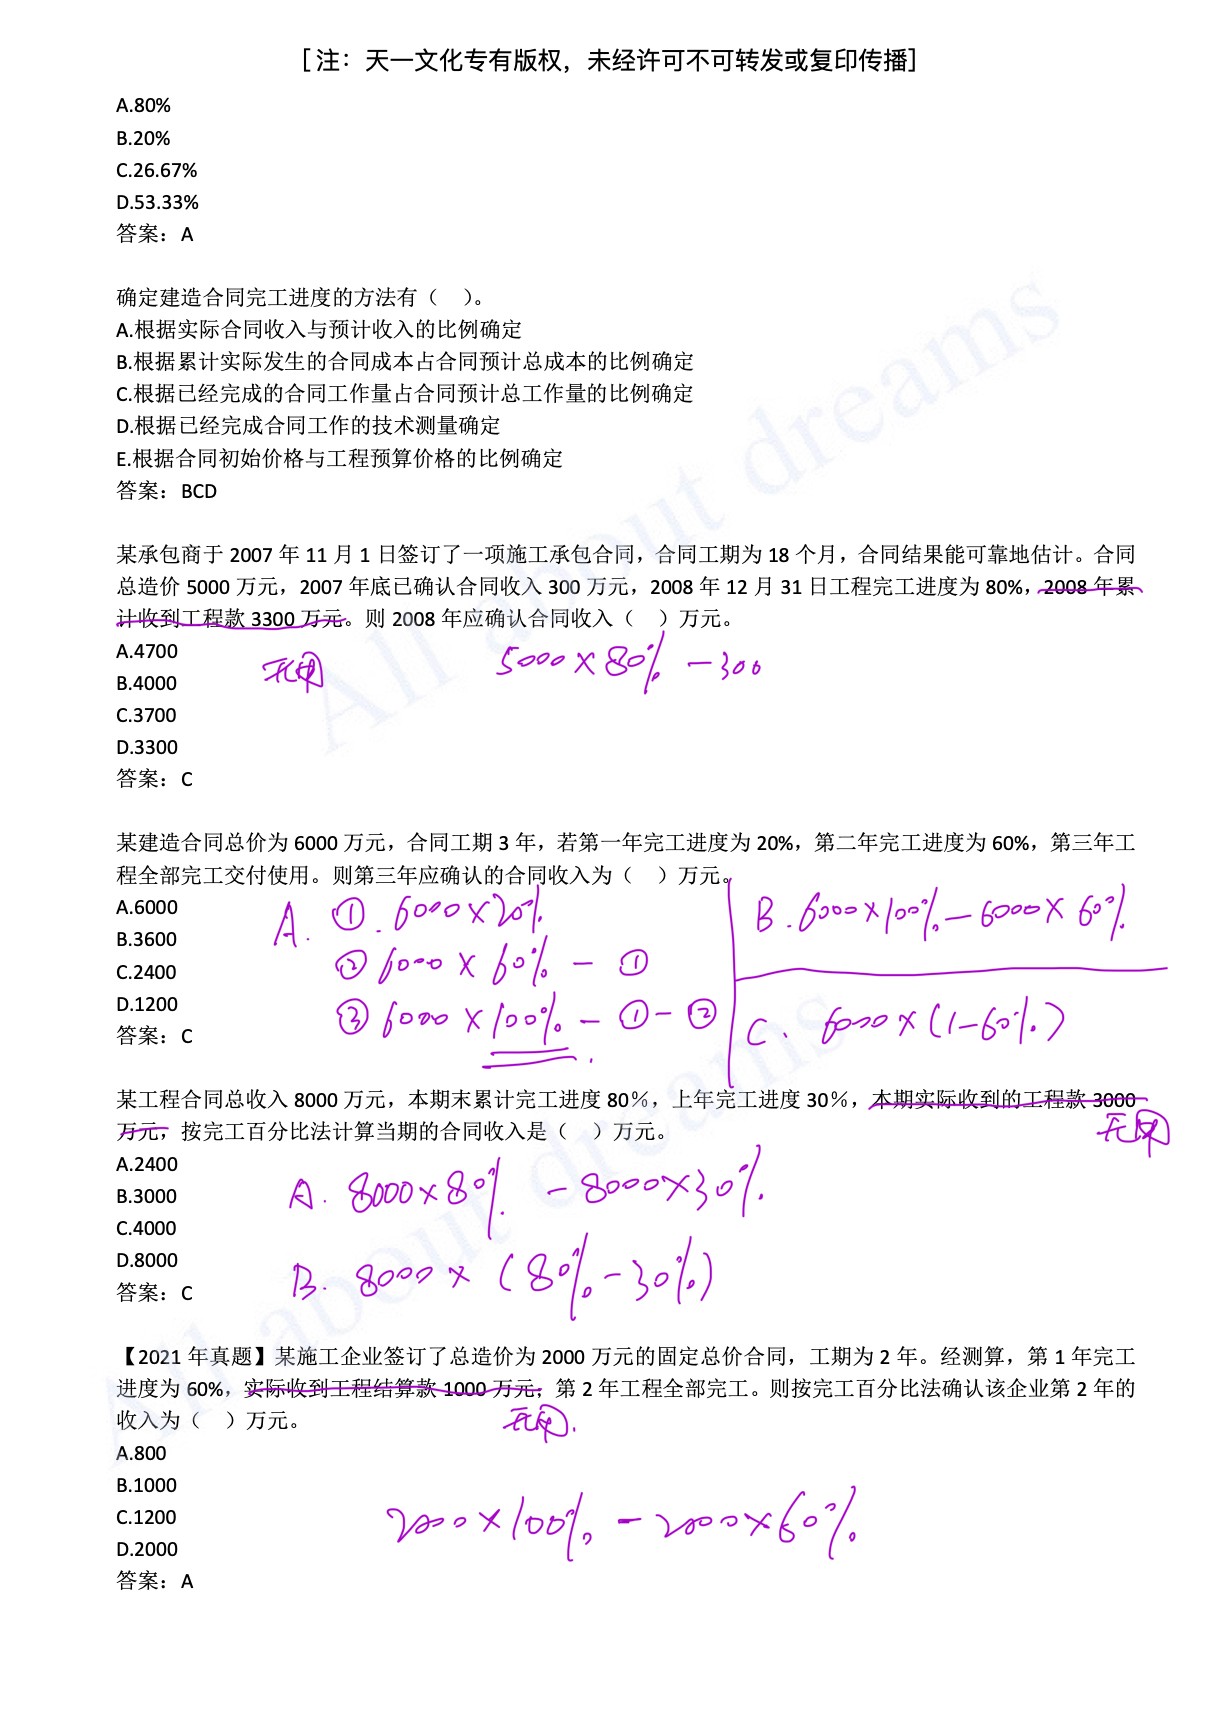 [注：天一文化专有版权，未经许可不可转发或复印传播]
A.80%
B.20%
C.26.67%
D.53.33%
答案：A
确定建造合同完工进度的方法有（ ）。
A.根据实际合同收入与预计收入的比例确定
B.根据累计实际发生的合同成本占合同预计总成本的比例确定
C.根据已经完成的合同工作量占合同预计总工作量的比例确定
D.根据已经完成合同工作的技术测量确定
E.根据合同初始价格与工程预算价格的比例确定
答案：BCD
某承包商于 2007 年 11 月 1 日签订了一项施工承包合同，合同工期为 18 个月，合同结果能可靠地估计。合同
总造价 5000 万元，2007 年底已确认合同收入 300 万元，2008 年 12 月 31 日工程完工进度为 80%，2008 年累
计收到工程款 3300 万元。则 2008 年应确认合同收入（ ）万元。
A.4700
无用 5000×80% －300
B.4000
C.3700
D.3300
答案：C
某建造合同总价为 6000 万元，合同工期 3 年，若第一年完工进度为 20%，第二年完工进度为 60%，第三年工
程全部完工交付使用。则第三年应确认的合同收入为（ ）万元。
A.6000
B.3600
C.2400
D.1200
答案：C
A. ①.6000×20%
②6000×60%－①
③6000×100%－①－②.
B.6000×100%－6000×60%
C. 6000×(1-60%)
某工程合同总收入 8000 万元，本期末累计完工进度 80％，上年完工进度 30％，本期实际收到的工程款 3000
万元，按完工百分比法计算当期的合同收入是（ ）万元。
无用
A.2400
B.3000
C.4000
D.8000
答案：C
A. 8000×80% －8000×30%
B. 8000×(80%－30%)
【2021 年真题】某施工企业签订了总造价为 2000 万元的固定总价合同，工期为 2 年。经测算，第 1 年完工
进度为 60%，实际收到工程结算款 1000 万元；第 2 年工程全部完工。则按完工百分比法确认该企业第 2 年的
收入为（ ）万元。
无用.
A.800
B.1000
C.1200
D.2000
答案：A
2000×100%－2000×60%
All about dreams
All about dreams